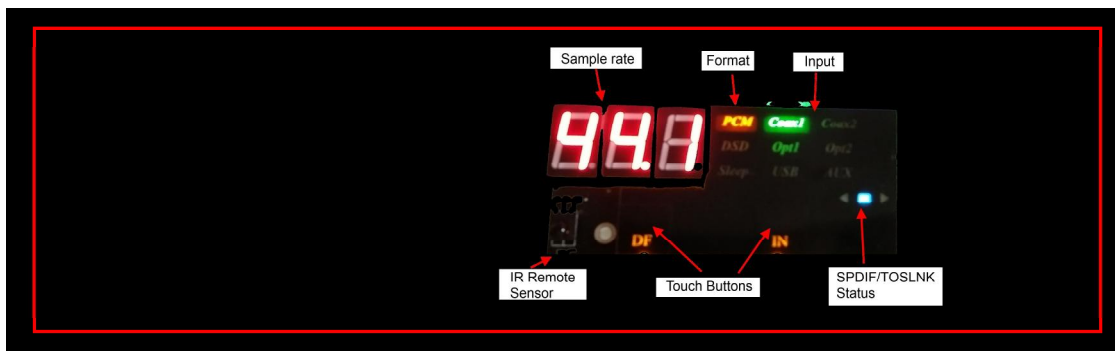 Sample rate
Format
Input
44.1
PCM Coax1 Coax2
DSD Opt1 Opt2
Sleep USB AUX
DF IN
IR Remote
Sensor
Touch Buttons
SPDIF/TOSLNK
Status